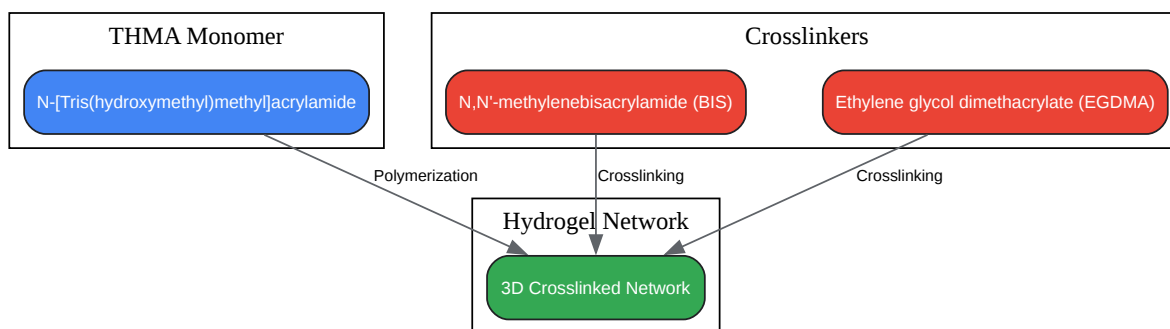 THMA Monomer
Crosslinkers
N-[Tris(hydroxymethyl)methyl]acrylamide
N,N'-methylenebisacrylamide (BIS)
Ethylene glycol dimethacrylate (EGDMA)
Polymerization
Crosslinking
Crosslinking
Hydrogel Network
3D Crosslinked Network